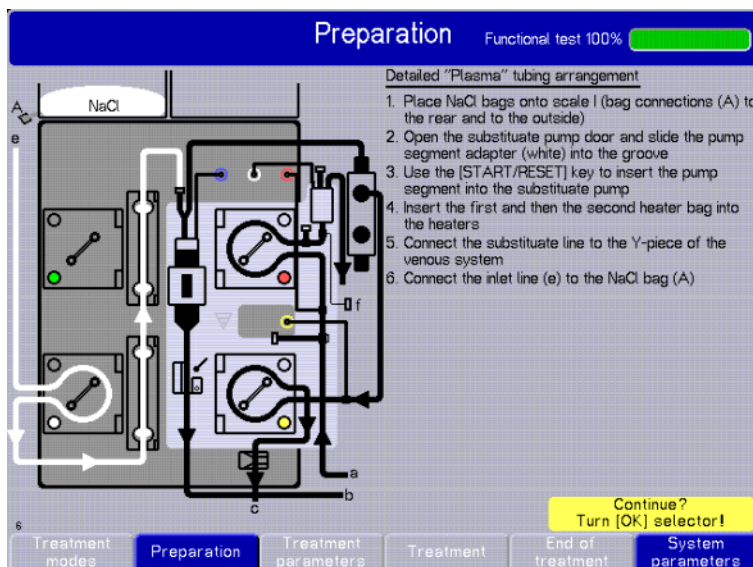 Preparation
Functional test 100%
Detailed "Plasma" tubing arrangement
1. Place NaCl bags onto scale I (bag connections (A) to
the rear and to the outside)
2. Open the substituate pump door and slide the pump
segment adapter (white) into the groove
3. Use the [START/RESET] key to insert the pump
segment into the substituate pump
4. Insert the first and then the second heater bag into
the heaters
5. Connect the substituate line to the Y-piece of the
venous system
6. Connect the inlet line (e) to the NaCl bag (A)
NaCl
A
e
f
a
b
c
Continue?
Turn [OK] selector!
6
Treatment
modes
Preparation
Treatment
parameters
Treatment
End of
treatment
System
parameters